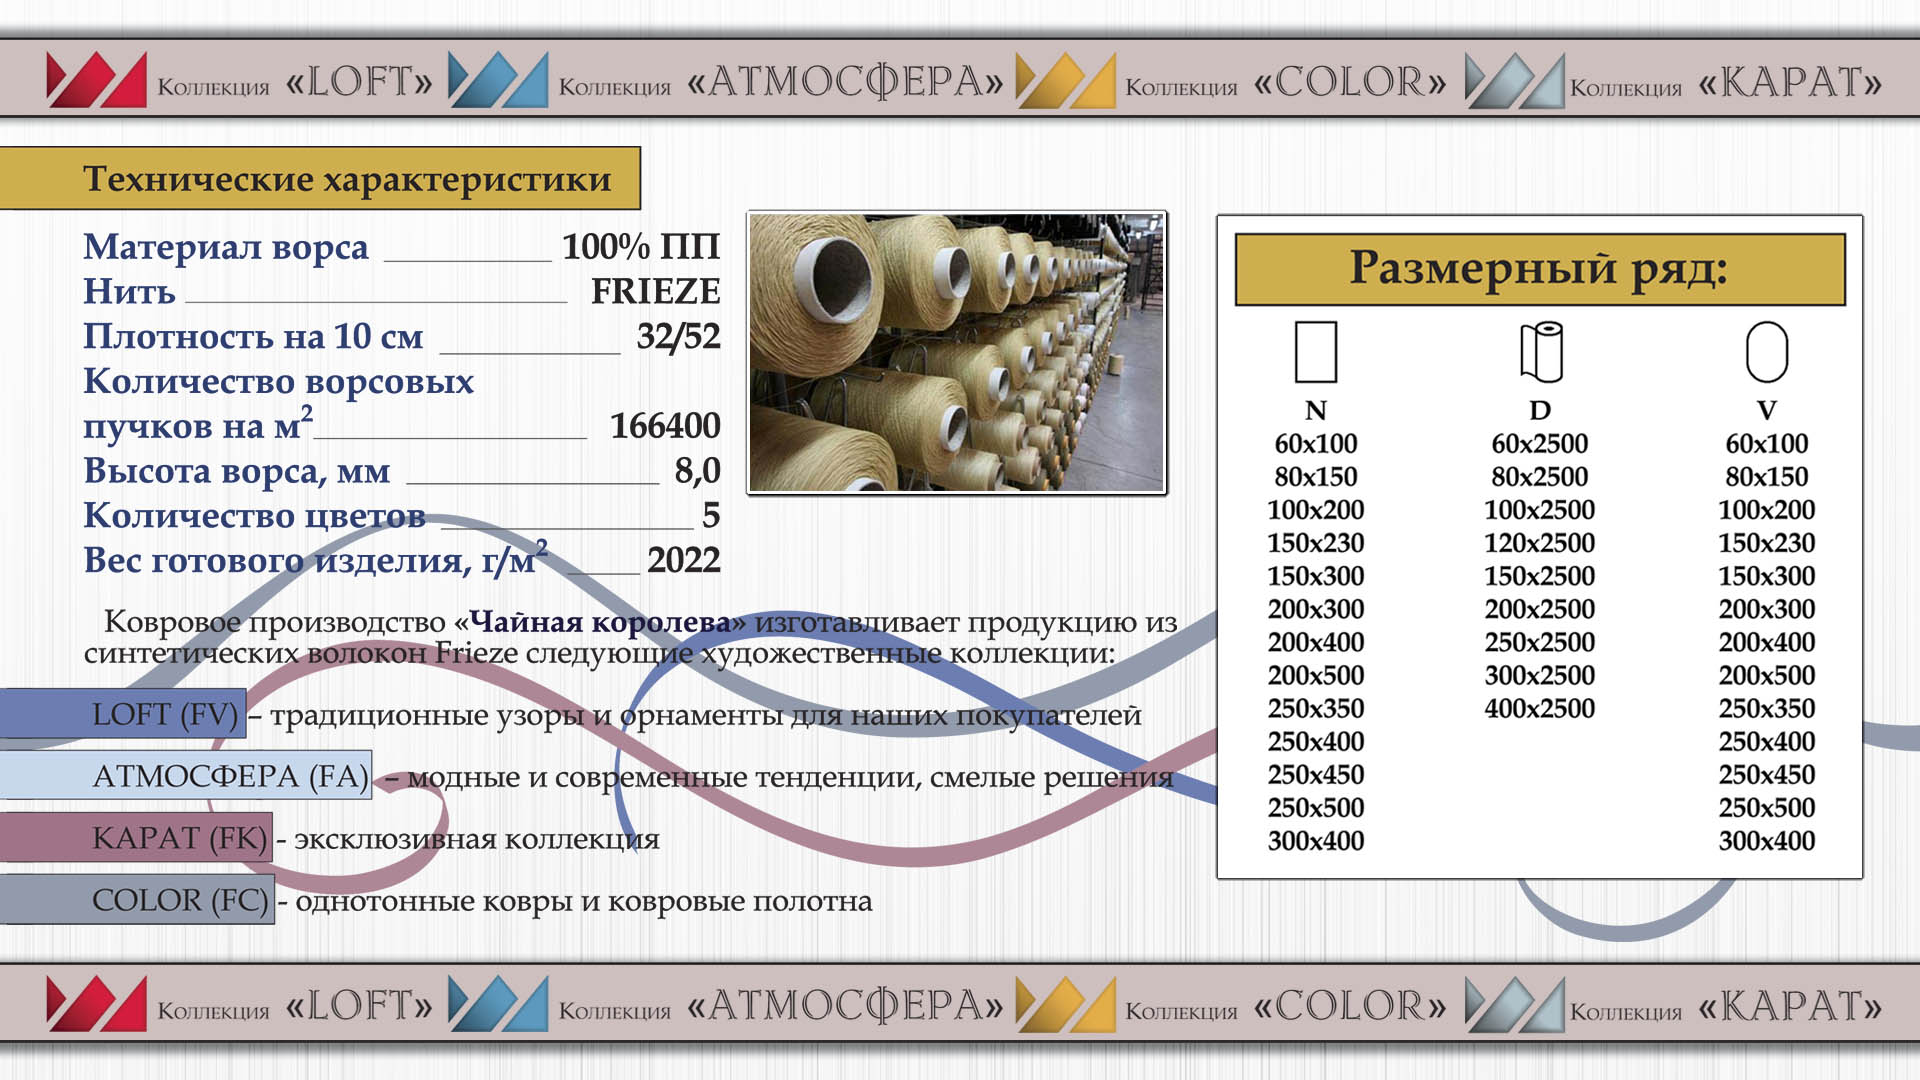 Коллекция «LOFT» Коллекция «АТМОСФЕРА» Коллекция «COLOR» Коллекция «КАРАТ»
Технические характеристики
Материал ворса 100% ПП
Нить FRIEZE
Плотность на 10 см 32/52
Количество ворсовых
пучков на м² 166400
Высота ворса, мм 8,0
Количество цветов 5
Вес готового изделия, г/м² 2022
Ковровое производство «Чайная королева» изготавливает продукцию из
синтетических волокон Frieze следующие художественные коллекции:
LOFT (FV) – традиционные узоры и орнаменты для наших покупателей
АТМОСФЕРА (FA) – модные и современные тенденции, смелые решения
КАРАТ (FK) - эксклюзивная коллекция
COLOR (FC) - однотонные ковры и ковровые полотна
Размерный ряд:
N D V
60x100 60x2500 60x100
80x150 80x2500 80x150
100x200 100x2500 100x200
150x230 120x2500 150x230
150x300 150x2500 150x300
200x300 200x2500 200x300
200x400 250x2500 200x400
200x500 300x2500 200x500
250x350 400x2500 250x350
250x400 250x400
250x450 250x450
250x500 250x500
300x400 300x400
Коллекция «LOFT» Коллекция «АТМОСФЕРА» Коллекция «COLOR» Коллекция «КАРАТ»